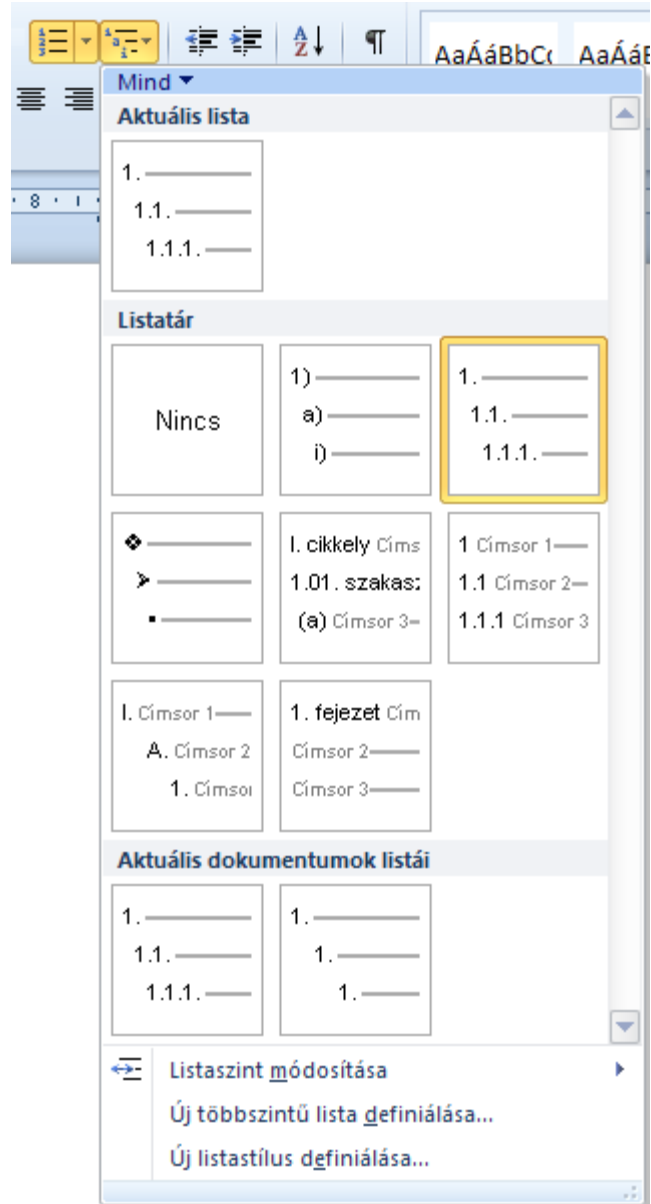 AaÁáBbCc AaÁáB
Mind
Aktuális lista
8
1.
1.1.
1.1.1.
Listatár
Nincs
1)
a)
i)
1.
1.1.
1.1.1.
I. cikkely Címs
1.01. szakasz
(a) Címsor 3
1 Címsor 1
1.1 Címsor 2
1.1.1 Címsor 3
I. Címsor 1
A. Címsor 2
1. Címsor
1. fejezet Cím
Címsor 2
Címsor 3
Aktuális dokumentumok listái
1.
1.1.
1.1.1.
1.
1.
1.
Listaszint módosítása
Új többszintű lista definiálása...
Új listastílus definiálása...